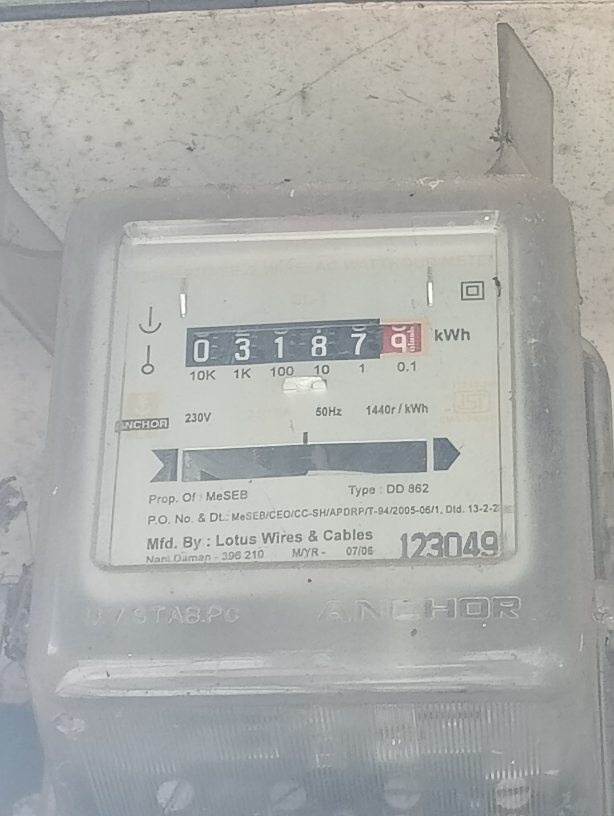 kWh
0 3 1 8 7 9
10K 1K 100 10 1 0.1
ANCHOR
230V 50Hz 1440r / kWh
Prop. Of : MeSEB Type : DD 862
P.O. No. & Dt.: MeSEB/CEO/CC-SH/APDRP/T-94/2005-06/1, Dtd. 13-2-2
Mfd. By : Lotus Wires & Cables
Nani Daman - 396 210 M/YR - 07/06 123049
ANCHOR